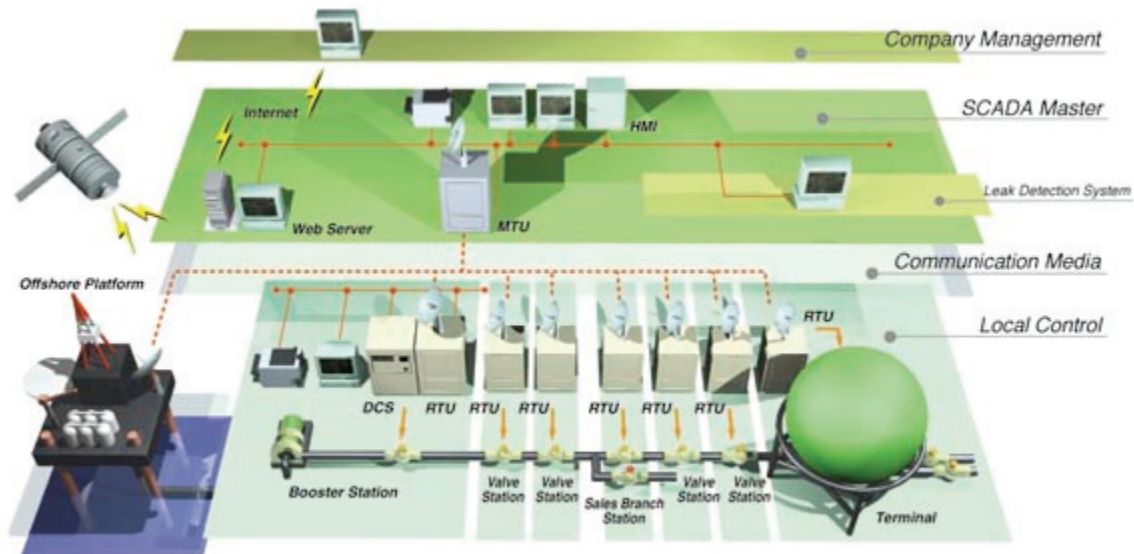 Company Management
Internet
HMI
SCADA Master
Leak Detection System
Web Server
MTU
Communication Media
Offshore Platform
RTU
Local Control
DCS
RTU
RTU
RTU
RTU
RTU
RTU
Booster Station
Valve
Station
Valve
Station
Sales Branch
Station
Valve
Station
Valve
Station
Terminal